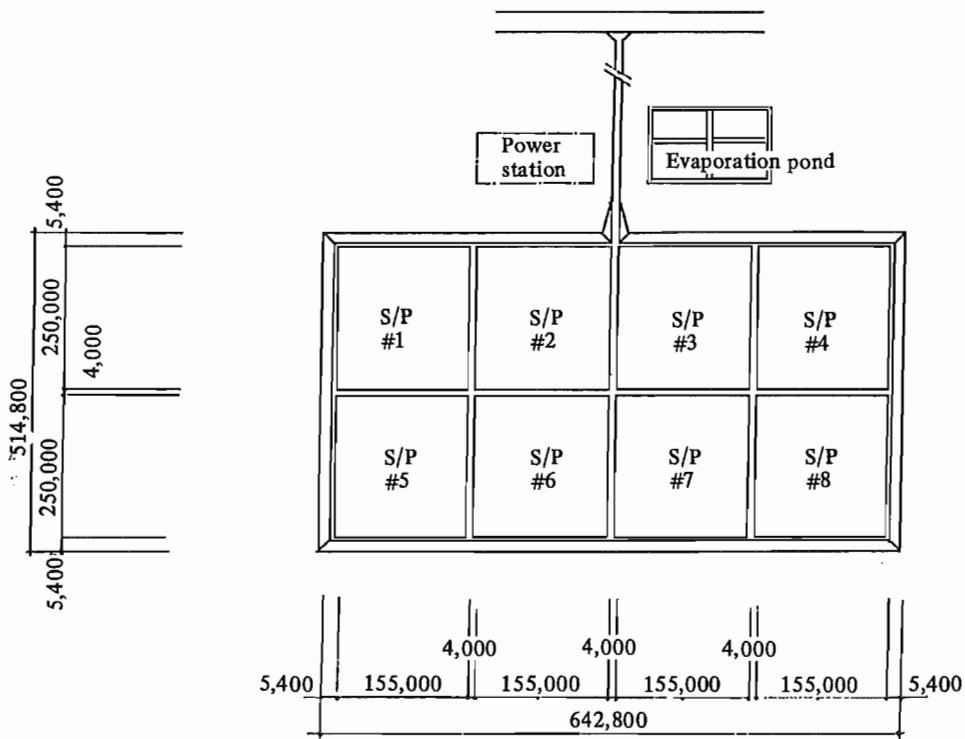 Power
station
Evaporation pond
5,400
250,000
4,000
514,800
250,000
5,400
S/P
#1
S/P
#2
S/P
#3
S/P
#4
S/P
#5
S/P
#6
S/P
#7
S/P
#8
4,000 4,000 4,000
5,400 155,000 155,000 155,000 155,000 5,400
642,800